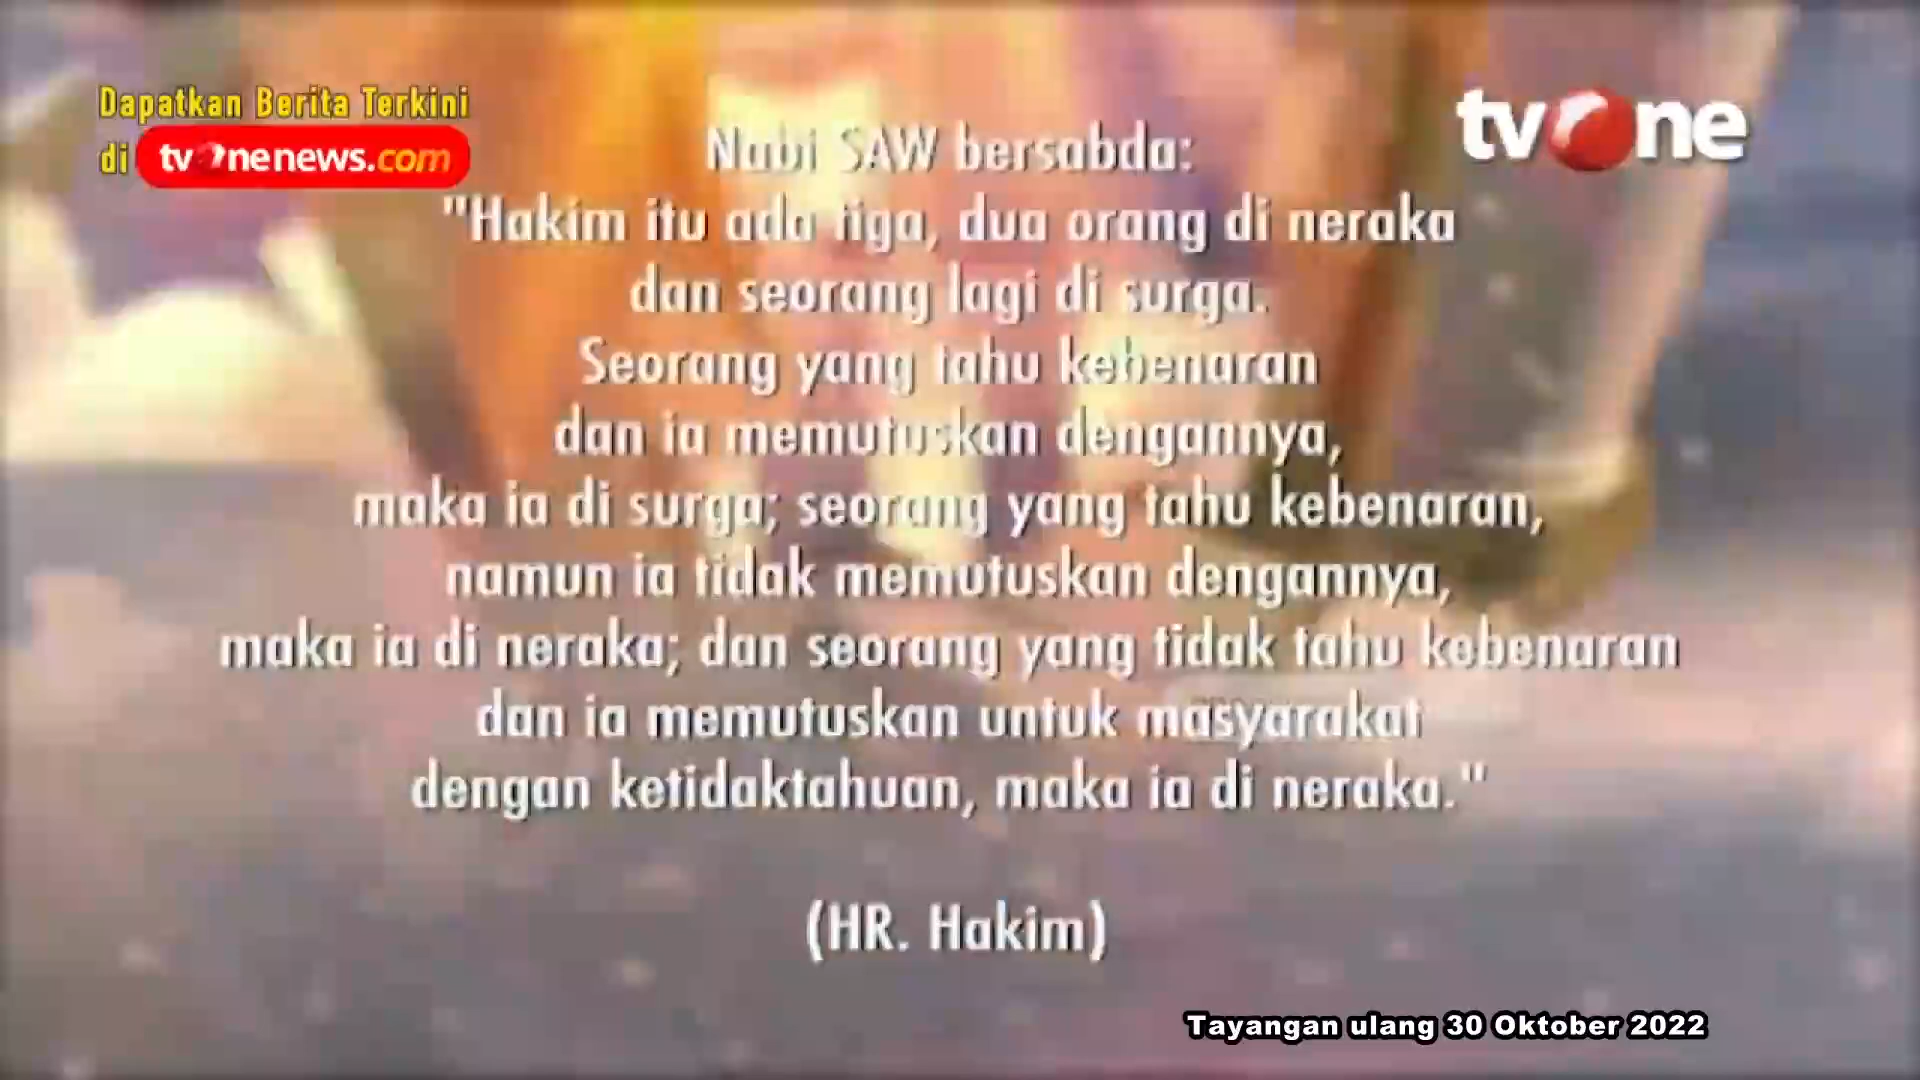 Dapatkan Berita Terkini
di tvonenews.com
tvOne
Nabi SAW bersabda:
"Hakim itu ada tiga, dua orang di neraka
dan seorang lagi di surga.
Seorang yang tahu kebenaran
dan ia memutuskan dengannya,
maka ia di surga; seorang yang tahu kebenaran,
namun ia tidak memutuskan dengannya,
maka ia di neraka; dan seorang yang tidak tahu kebenaran
dan ia memutuskan untuk masyarakat
dengan ketidaktahuan, maka ia di neraka."
(HR. Hakim)
Tayangan ulang 30 Oktober 2022